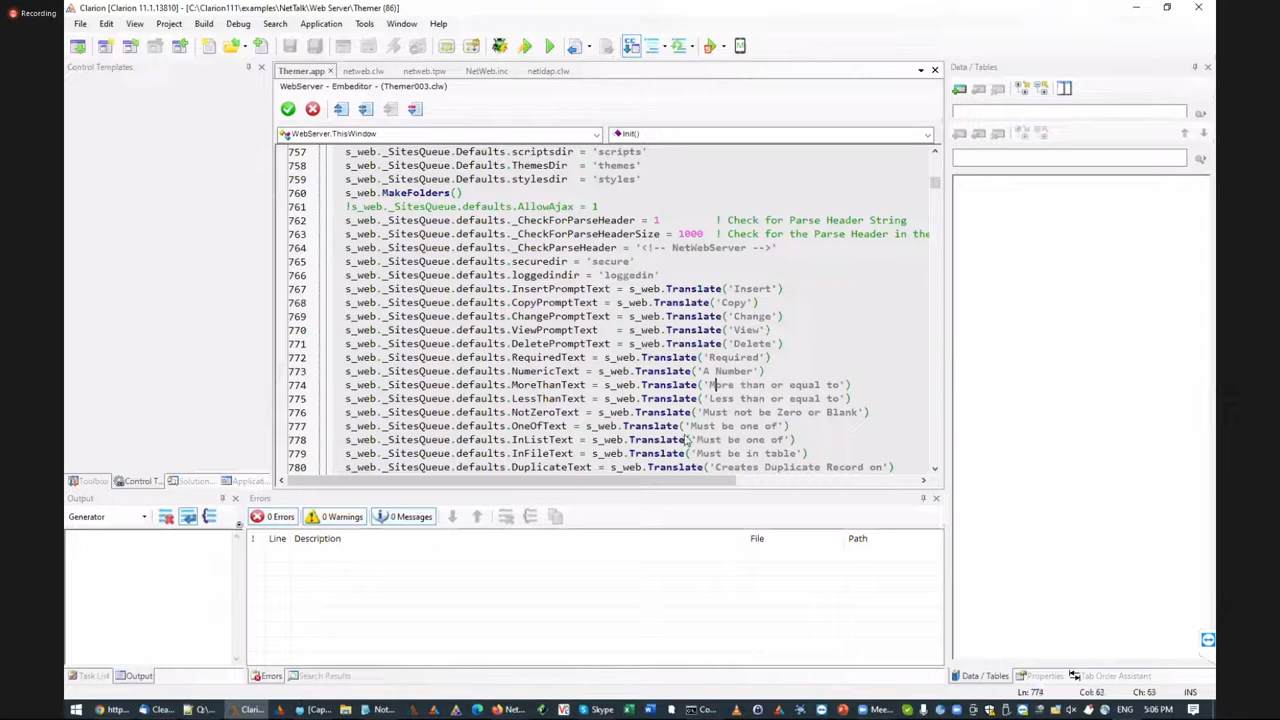 Recording
Clarion [Clarion 11.1.13810] - [C:\Clarion111\examples\NetTalk\Web Server\Themer (86)]
File Edit View Project Build Debug Search Application Tools Window Help
Control Templates
Themer.app netweb.clw netweb.tpw NetWeb.inc netldap.clw
WebServer - Embeditor - (Themer003.clw)
WebServer.ThisWindow Init()
757 s_web._SitesQueue.Defaults.scriptsdir = 'scripts'
758 s_web._SitesQueue.Defaults.ThemesDir = 'themes'
759 s_web._SitesQueue.Defaults.stylesdir = 'styles'
760 s_web.MakeFolders()
761 !s_web._SitesQueue.defaults.AllowAjax = 1
762 s_web._SitesQueue.defaults._CheckForParseHeader = 1 ! Check for Parse Header String
763 s_web._SitesQueue.defaults._CheckForParseHeaderSize = 1000 ! Check for the Parse Header in the
764 s_web._SitesQueue.defaults._CheckParseHeader = '<!-- NetWebServer -->'
765 s_web._SitesQueue.defaults.securedir = 'secure'
766 s_web._SitesQueue.defaults.loggedindir = 'loggedin'
767 s_web._SitesQueue.defaults.InsertPromptText = s_web.Translate('Insert')
768 s_web._SitesQueue.defaults.CopyPromptText = s_web.Translate('Copy')
769 s_web._SitesQueue.defaults.ChangePromptText = s_web.Translate('Change')
770 s_web._SitesQueue.defaults.ViewPromptText = s_web.Translate('View')
771 s_web._SitesQueue.defaults.DeletePromptText = s_web.Translate('Delete')
772 s_web._SitesQueue.defaults.RequiredText = s_web.Translate('Required')
773 s_web._SitesQueue.defaults.NumericText = s_web.Translate('A Number')
774 s_web._SitesQueue.defaults.MoreThanText = s_web.Translate('More than or equal to')
775 s_web._SitesQueue.defaults.LessThanText = s_web.Translate('Less than or equal to')
776 s_web._SitesQueue.defaults.NotZeroText = s_web.Translate('Must not be Zero or Blank')
777 s_web._SitesQueue.defaults.OneOfText = s_web.Translate('Must be one of')
778 s_web._SitesQueue.defaults.InListText = s_web.Translate('Must be one of')
779 s_web._SitesQueue.defaults.InFileText = s_web.Translate('Must be in table')
780 s_web._SitesQueue.defaults.DuplicateText = s_web.Translate('Creates Duplicate Record on')
Toolbox Control T... Solution... Applicat...
Output
Generator
Errors
0 Errors 0 Warnings 0 Messages
! Line Description File Path
Task List Output
Errors Search Results
Data / Tables
Data / Tables Properties Tab Order Assistant
Ln: 774 Col: 63 Ch: 63 INS
http... Clea... Q:\... Clari... [Cap... Not... Net... Skype Co... Mee... ENG 5:06 PM